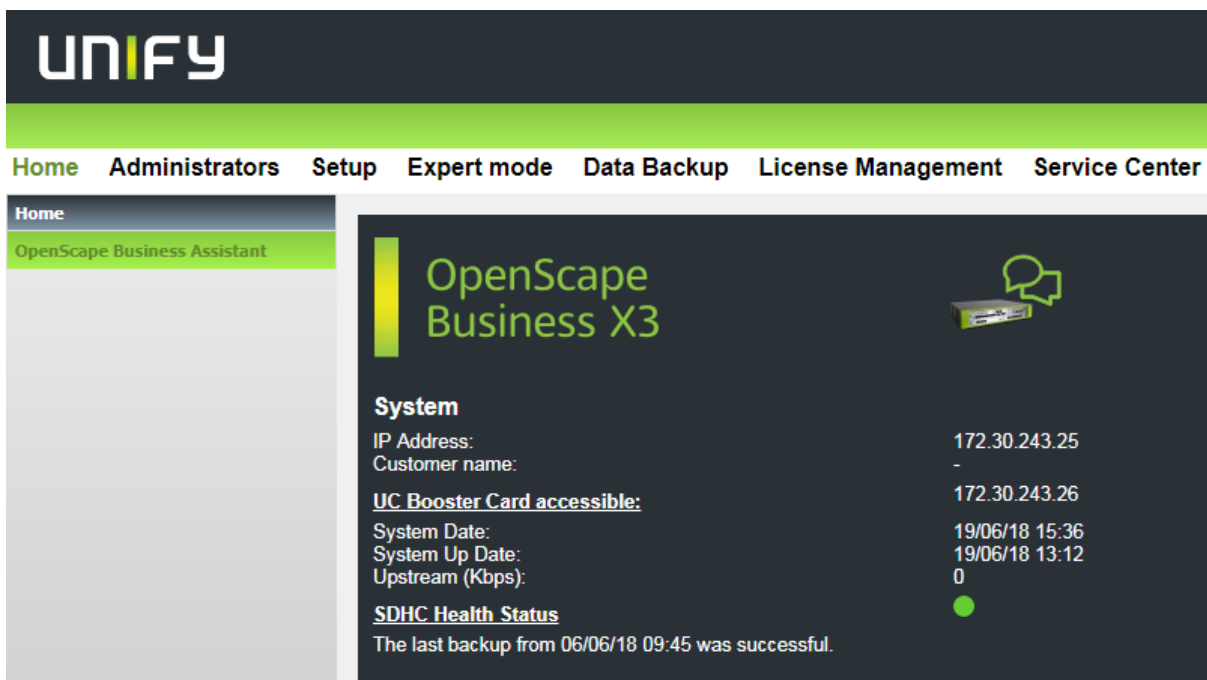 UNIFY
Home Administrators Setup Expert mode Data Backup License Management Service Center
Home
OpenScape Business Assistant
OpenScape
Business X3
System
IP Address: 172.30.243.25
Customer name: -
UC Booster Card accessible: 172.30.243.26
System Date: 19/06/18 15:36
System Up Date: 19/06/18 13:12
Upstream (Kbps): 0
SDHC Health Status
The last backup from 06/06/18 09:45 was successful.